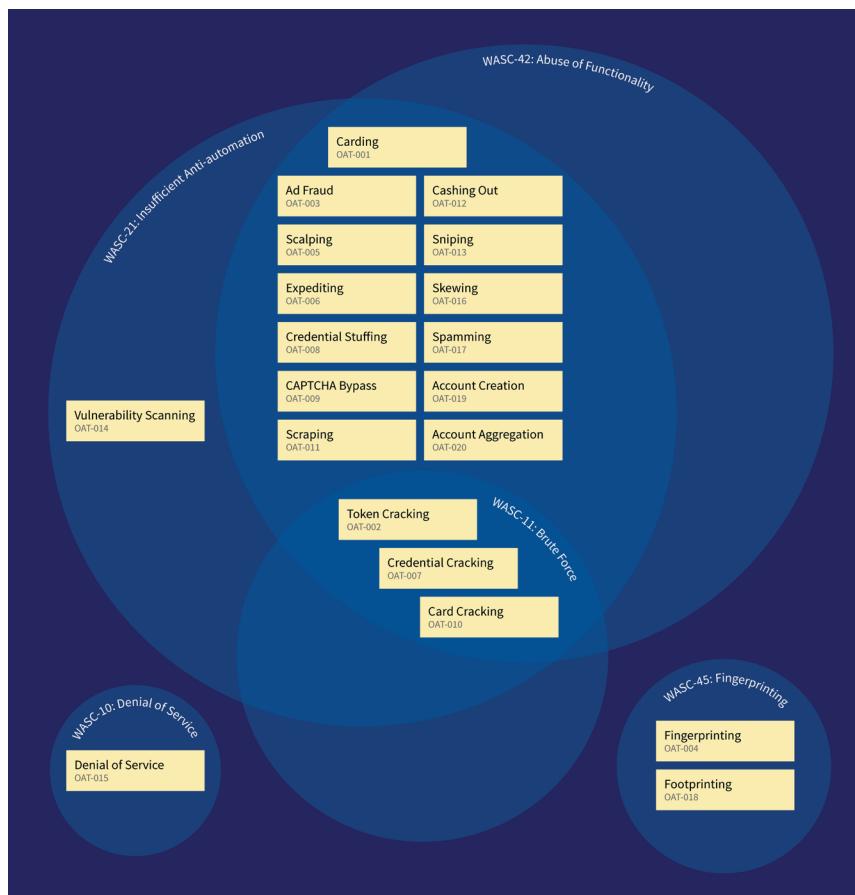 WASC-42: Abuse of Functionality
WASC-21: Insufficient Anti-automation
Carding
OAT-001
Ad Fraud
OAT-003
Cashing Out
OAT-012
Scalping
OAT-005
Sniping
OAT-013
Expediting
OAT-006
Skewing
OAT-016
Credential Stuffing
OAT-008
Spamming
OAT-017
CAPTCHA Bypass
OAT-009
Account Creation
OAT-019
Vulnerability Scanning
OAT-014
Scraping
OAT-011
Account Aggregation
OAT-020
WASC-11: Brute Force
Token Cracking
OAT-002
Credential Cracking
OAT-007
Card Cracking
OAT-010
WASC-10: Denial of Service
Denial of Service
OAT-015
WASC-45: Fingerprinting
Fingerprinting
OAT-004
Footprinting
OAT-018